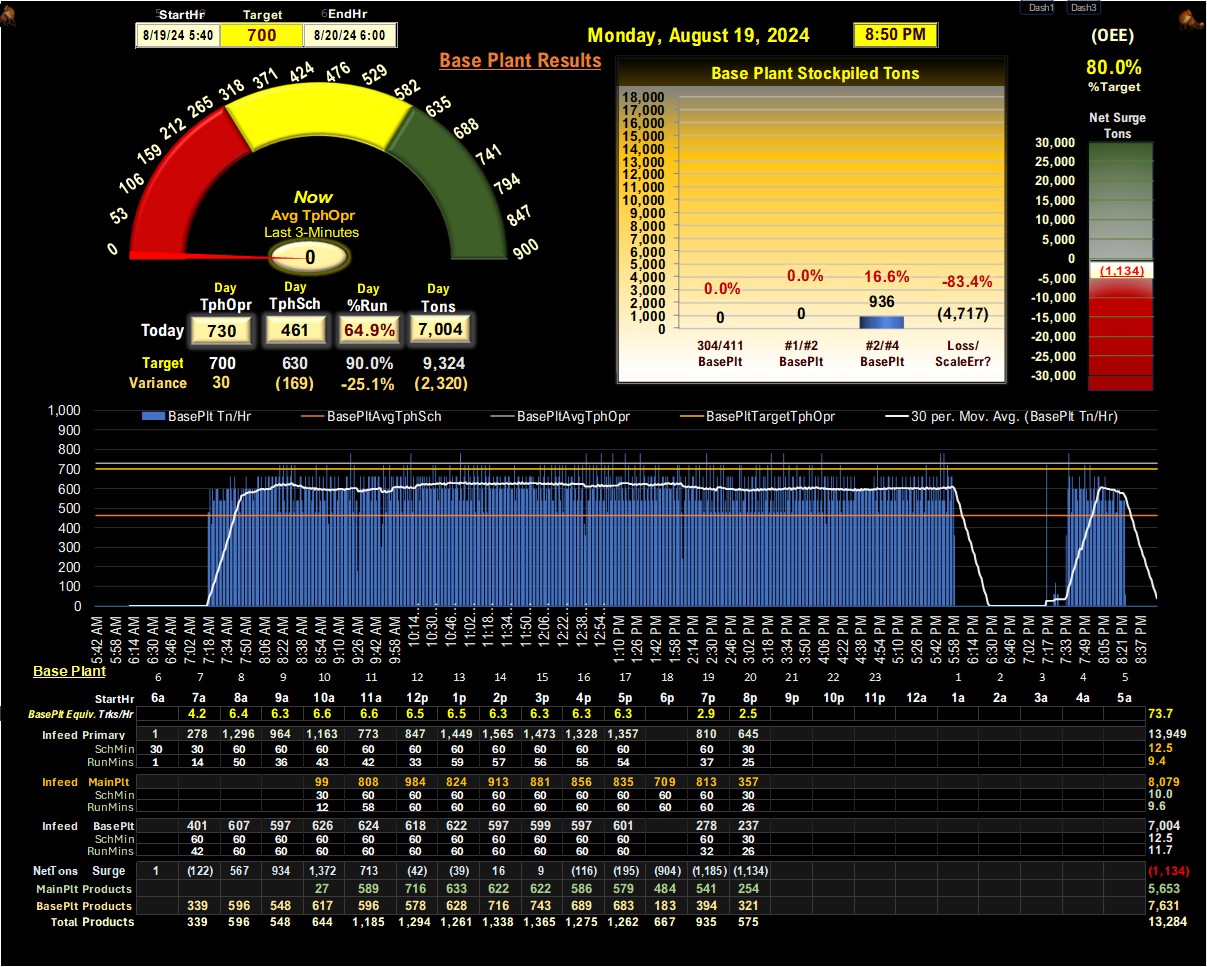 Dash1 Dash3
StartHr Target EndHr
8/19/24 5:40 700 8/20/24 6:00
Monday, August 19, 2024 8:50 PM
(OEE)
80.0%
%Target
Base Plant Results
Base Plant Stockpiled Tons
0 53 106 159 212 265 318 371 424 476 529 582 635 688 741 794 847 900
Now
Avg TphOpr
Last 3-Minutes
0
Day Day Day Day
TphOpr TphSch %Run Tons
Today 730 461 64.9% 7,004
Target 700 630 90.0% 9,324
Variance 30 (169) -25.1% (2,320)
18,000
17,000
16,000
15,000
14,000
13,000
12,000
11,000
10,000
9,000
8,000
7,000
6,000
5,000
4,000
3,000
2,000
1,000
0
0.0% 0.0% 16.6% -83.4%
0 0 936 (4,717)
304/411 #1/#2 #2/#4 Loss/
BasePlt BasePlt BasePlt ScaleErr?
Net Surge
Tons
30,000
25,000
20,000
15,000
10,000
5,000
0
-5,000
-10,000
-15,000
-20,000
-25,000
-30,000
(1,134)
BasePlt Tn/Hr BasePltAvgTphSch BasePltAvgTphOpr BasePltTargetTphOpr 30 per. Mov. Avg. (BasePlt Tn/Hr)
1,000
900
800
700
600
500
400
300
200
100
0
5:42 AM 5:58 AM 6:14 AM 6:30 AM 6:46 AM 7:02 AM 7:18 AM 7:34 AM 7:50 AM 8:06 AM 8:22 AM 8:38 AM 8:54 AM 9:10 AM 9:26 AM 9:42 AM 9:58 AM 10:14… 10:30… 10:46… 11:02… 11:18… 11:34… 11:50… 12:06… 12:22… 12:38… 12:54… 1:10 PM 1:26 PM 1:42 PM 1:58 PM 2:14 PM 2:30 PM 2:46 PM 3:02 PM 3:18 PM 3:34 PM 3:50 PM 4:06 PM 4:22 PM 4:38 PM 4:54 PM 5:10 PM 5:26 PM 5:42 PM 5:58 PM 6:14 PM 6:30 PM 6:46 PM 7:02 PM 7:17 PM 7:33 PM 7:49 PM 8:05 PM 8:21 PM 8:37 PM
Base Plant
6 7 8 9 10 11 12 13 14 15 16 17 18 19 20 21 22 23 1 2 3 4 5
StartHr 6a 7a 8a 9a 10a 11a 12p 1p 2p 3p 4p 5p 6p 7p 8p 9p 10p 11p 12a 1a 2a 3a 4a 5a
BasePlt Equiv. Trks/Hr 4.2 6.4 6.3 6.6 6.6 6.5 6.5 6.3 6.3 6.3 6.3 2.9 2.5 73.7
Infeed Primary 1 278 1,296 964 1,163 773 847 1,449 1,565 1,473 1,328 1,357 810 645 13,949
SchMin 30 30 60 60 60 60 60 60 60 60 60 60 60 30 12.5
RunMins 1 14 50 36 43 42 33 59 57 56 55 54 37 25 9.4
Infeed MainPlt 99 808 984 824 913 881 856 835 709 813 357 8,079
SchMin 30 60 60 60 60 60 60 60 60 60 30 10.0
RunMins 12 58 60 60 60 60 60 60 60 60 26 9.6
Infeed BasePlt 401 607 597 626 624 618 622 597 599 597 601 278 237 7,004
SchMin 60 60 60 60 60 60 60 60 60 60 60 60 30 12.5
RunMins 42 60 60 60 60 60 60 60 60 60 60 32 26 11.7
NetTons Surge 1 (122) 567 934 1,372 713 (42) (39) 16 9 (116) (195) (904) (1,185) (1,134) (1,134)
MainPlt Products 27 589 716 633 622 622 586 579 484 541 254 5,653
BasePlt Products 339 596 548 617 596 578 628 716 743 689 683 183 394 321 7,631
Total Products 339 596 548 644 1,185 1,294 1,261 1,338 1,365 1,275 1,262 667 935 575 13,284